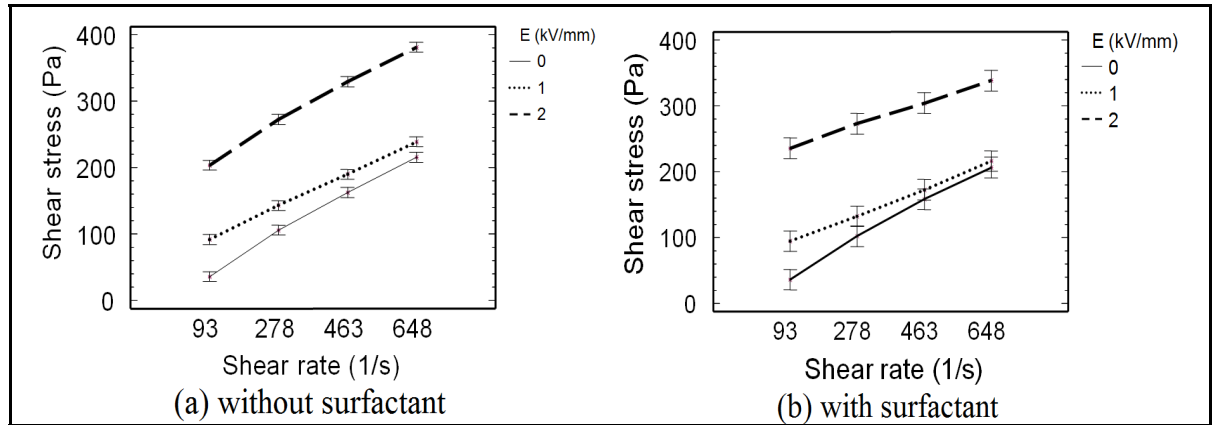 400
300
200
100
0
Shear stress (Pa)
93 278 463 648
Shear rate (1/s)
E (kV/mm)
0
1
2
(a) without surfactant
400
300
200
100
0
Shear stress (Pa)
93 278 463 648
Shear rate (1/s)
E (kV/mm)
0
1
2
(b) with surfactant